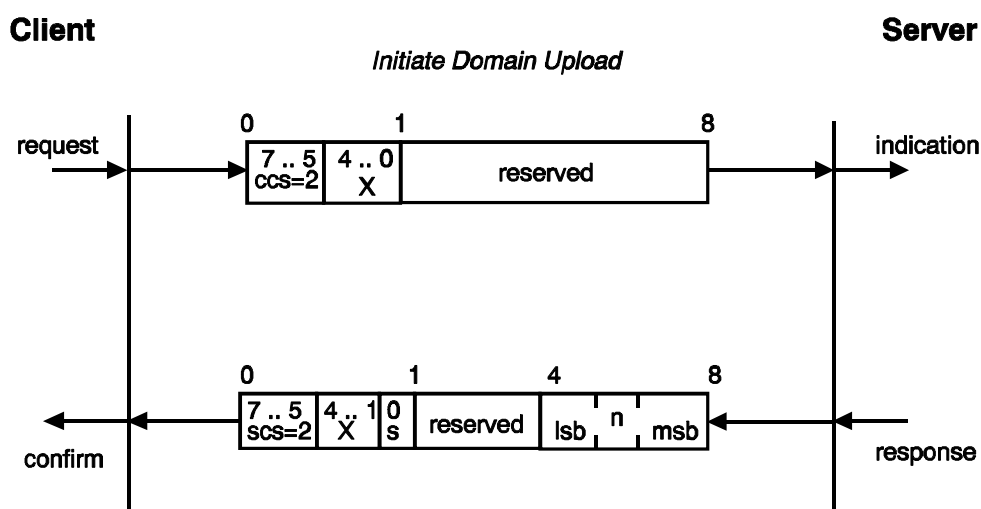 Client
Server
Initiate Domain Upload
0 1 8
request
indication
7 .. 5 4 .. 0
ccs=2 X
reserved
0 1 4 8
7 .. 5 4 .. 1 0
scs=2 X s
reserved
lsb n msb
confirm
response